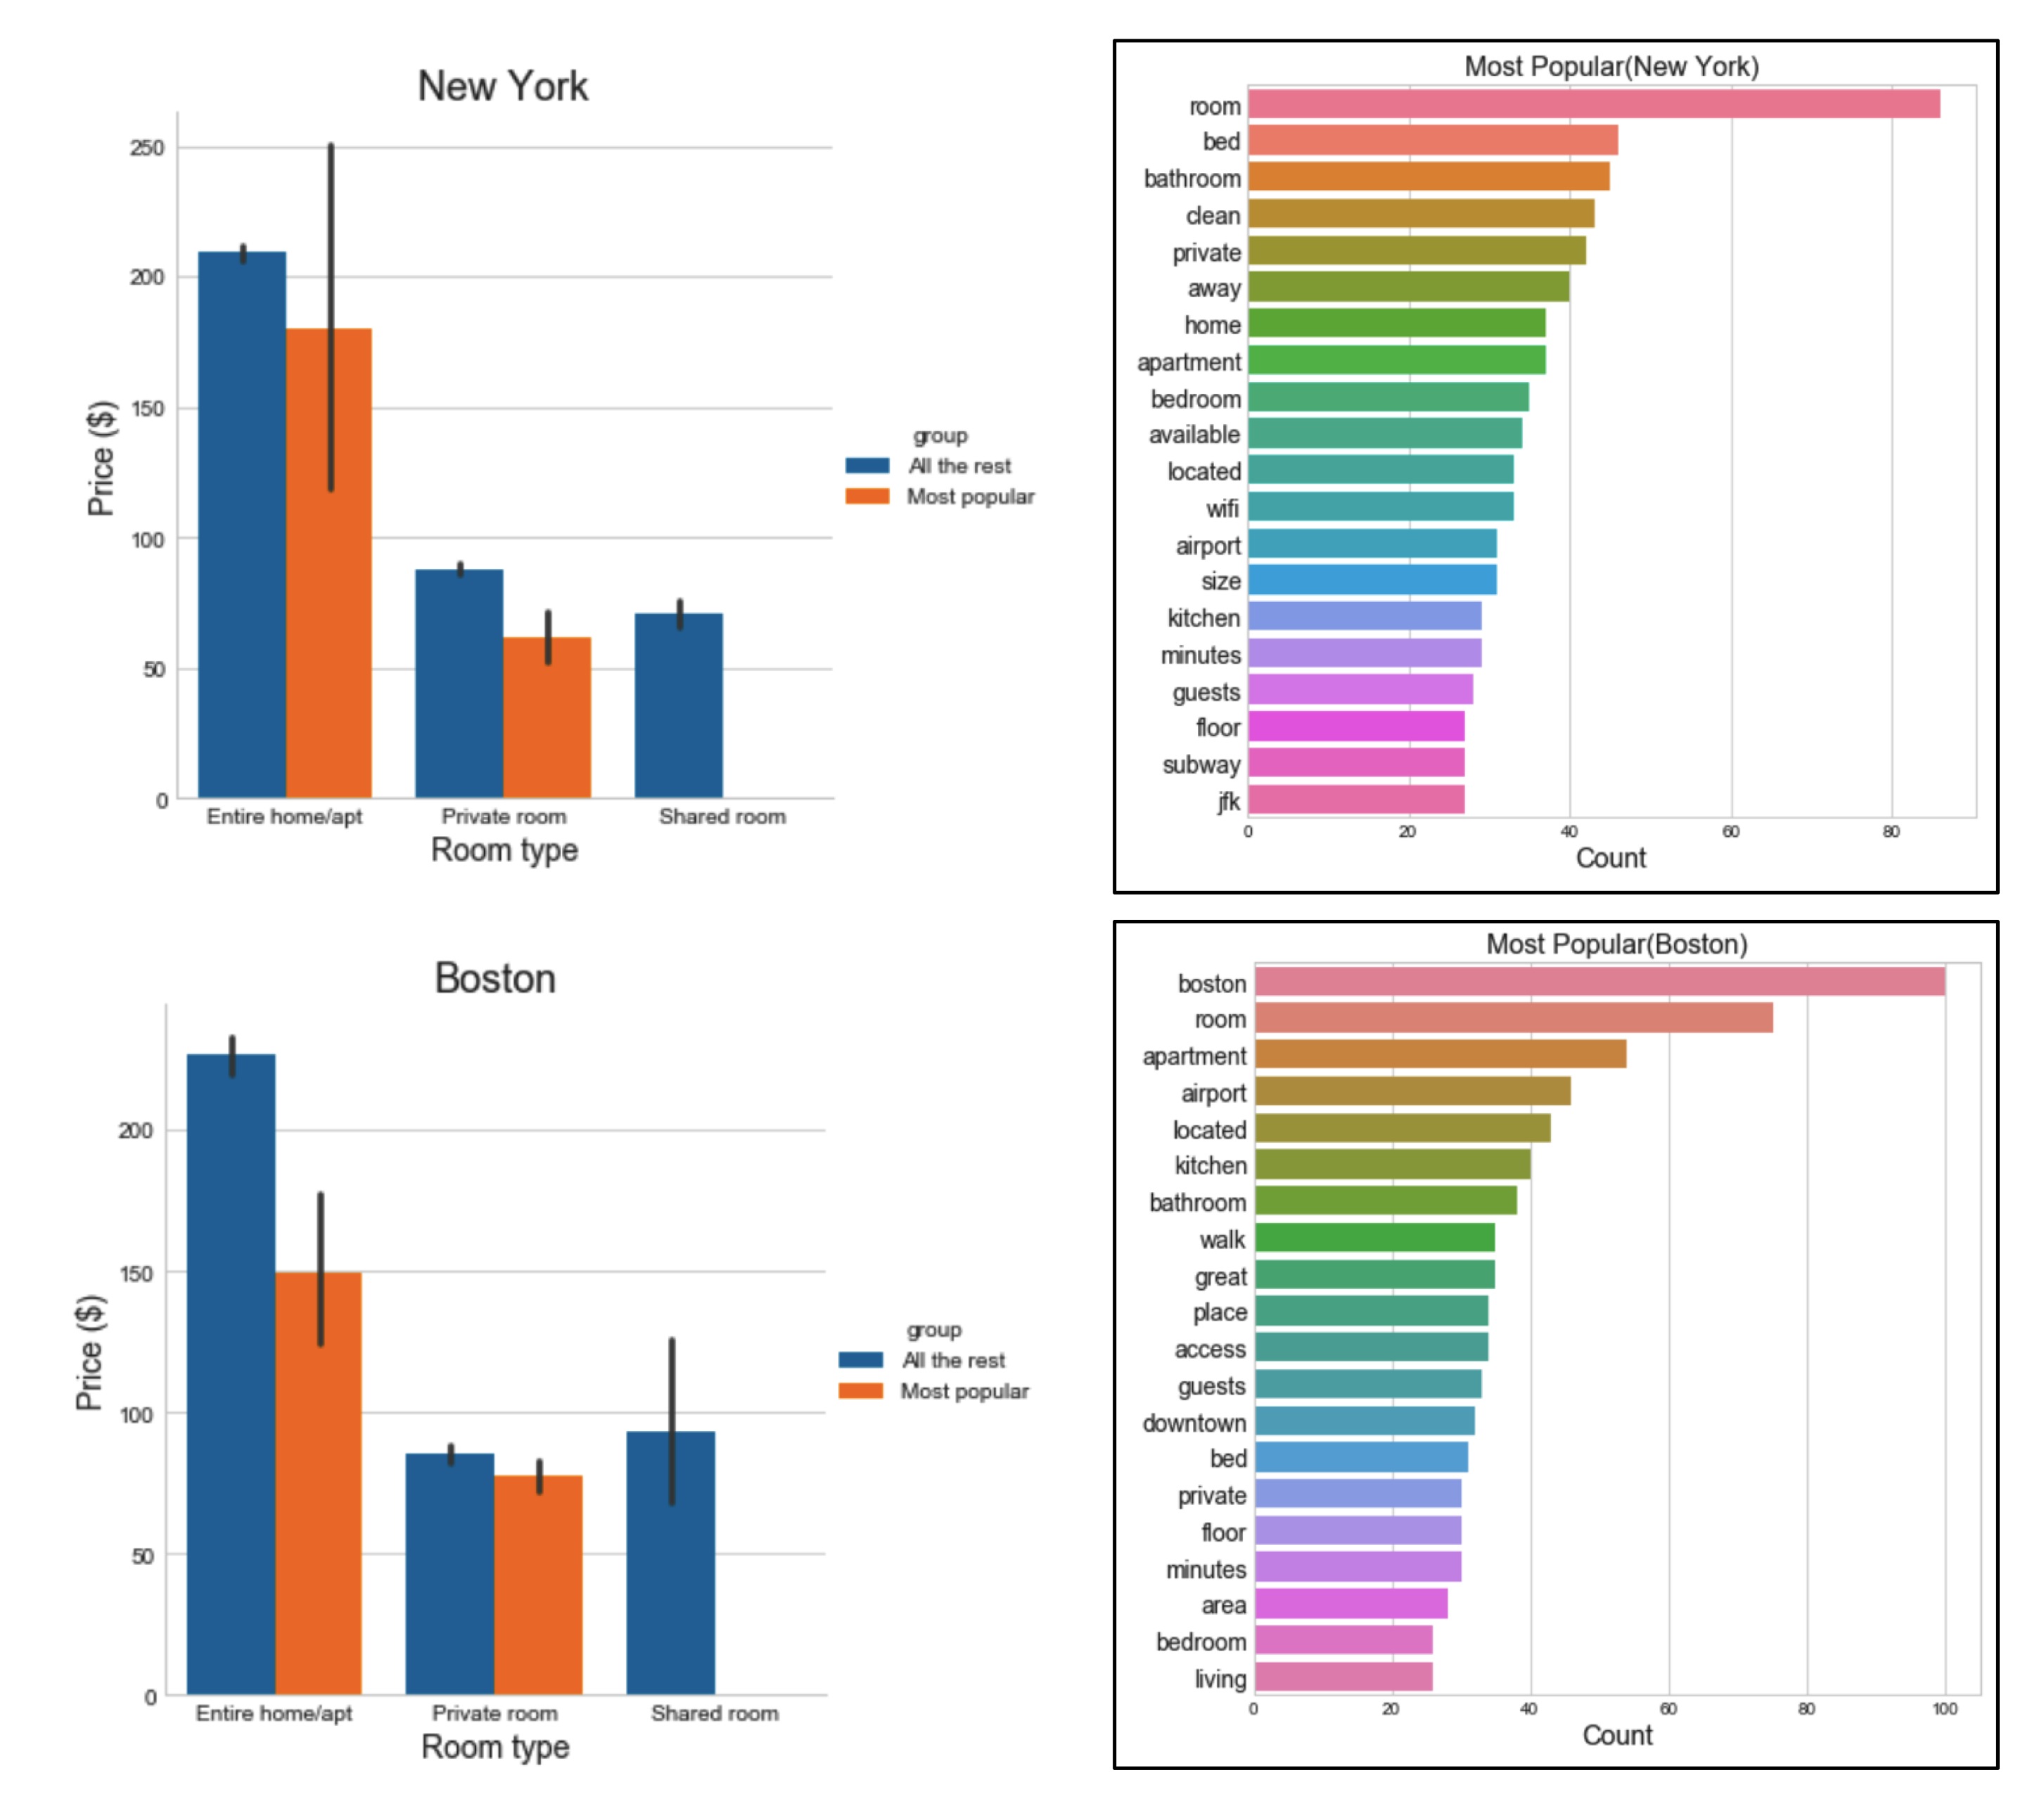 New York
250
200
150
100
50
0
Price ($)
Entire home/apt Private room Shared room
Room type
group
All the rest
Most popular
Most Popular(New York)
room
bed
bathroom
clean
private
away
home
apartment
bedroom
available
located
wifi
airport
size
kitchen
minutes
guests
floor
subway
jfk
0 20 40 60 80
Count
Boston
200
150
100
50
0
Price ($)
Entire home/apt Private room Shared room
Room type
group
All the rest
Most popular
Most Popular(Boston)
boston
room
apartment
airport
located
kitchen
bathroom
walk
great
place
access
guests
downtown
bed
private
floor
minutes
area
bedroom
living
0 20 40 60 80 100
Count